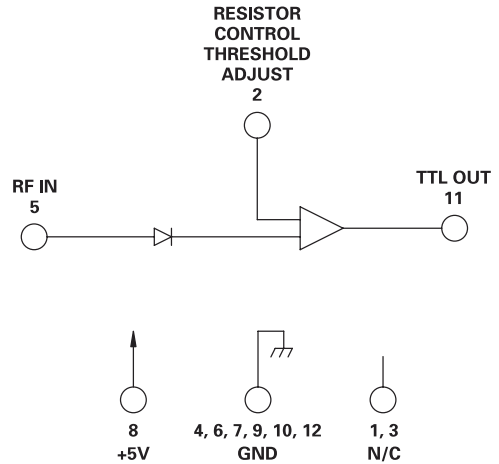 RESISTOR
CONTROL
THRESHOLD
ADJUST
2
RF IN
5
TTL OUT
11
8
+5V
4, 6, 7, 9, 10, 12
GND
1, 3
N/C